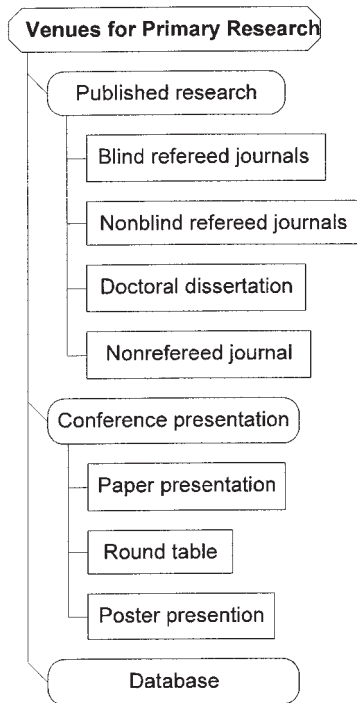 Venues for Primary Research
Published research
Blind refereed journals
Nonblind refereed journals
Doctoral dissertation
Nonrefereed journal
Conference presentation
Paper presentation
Round table
Poster presention
Database